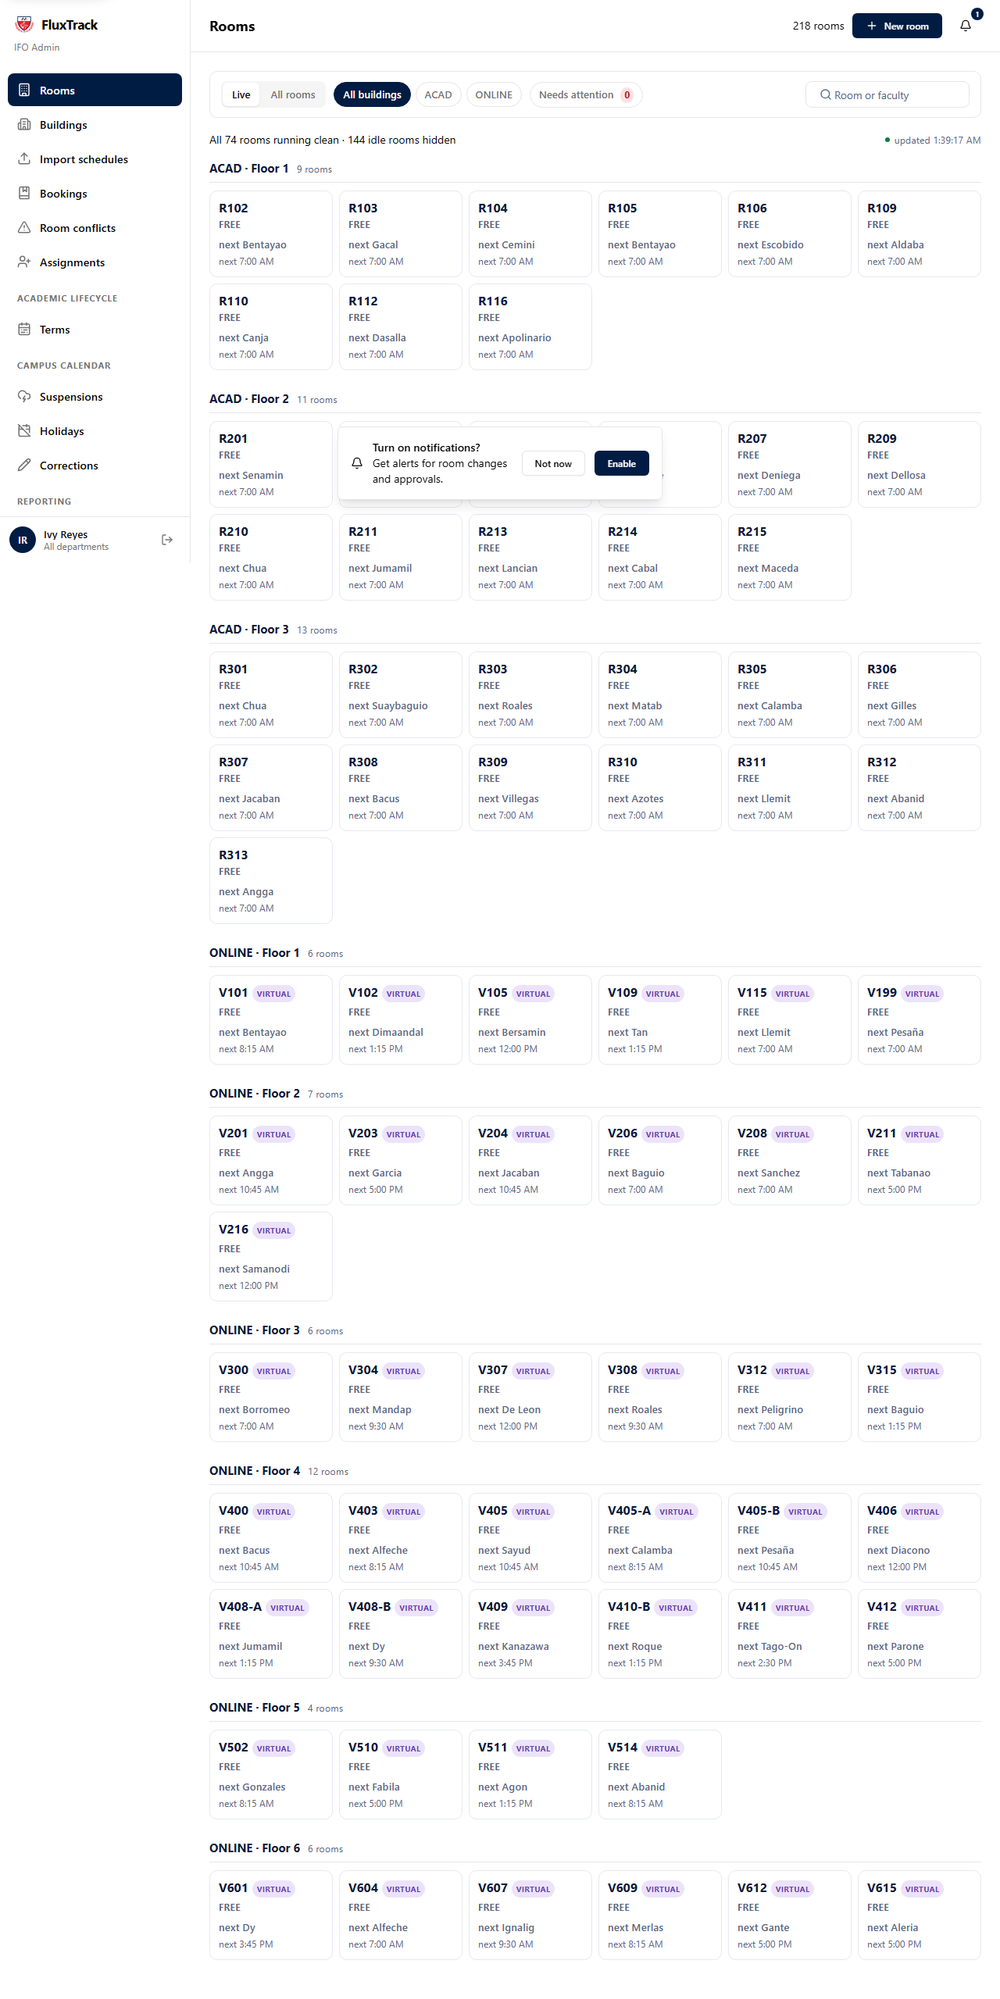 FluxTrack
IFO Admin
Rooms
Buildings
Import schedules
Bookings
Room conflicts
Assignments
ACADEMIC LIFECYCLE
Terms
CAMPUS CALENDAR
Suspensions
Holidays
Corrections
REPORTING
IR
Ivy Reyes
All departments
Rooms
218 rooms
+ New room
1
Live
All rooms
All buildings
ACAD
ONLINE
Needs attention 0
Room or faculty
All 74 rooms running clean · 144 idle rooms hidden
updated 1:39:17 AM
ACAD · Floor 1 9 rooms
R102
FREE
next Bentayao
next 7:00 AM
R103
FREE
next Gacal
next 7:00 AM
R104
FREE
next Cemini
next 7:00 AM
R105
FREE
next Bentayao
next 7:00 AM
R106
FREE
next Escobido
next 7:00 AM
R109
FREE
next Aldaba
next 7:00 AM
R110
FREE
next Canja
next 7:00 AM
R112
FREE
next Dasalla
next 7:00 AM
R116
FREE
next Apolinario
next 7:00 AM
ACAD · Floor 2 11 rooms
R201
FREE
next Senamin
next 7:00 AM
Turn on notifications?
Get alerts for room changes
and approvals.
Not now
Enable
R207
FREE
next Deniega
next 7:00 AM
R209
FREE
next Dellosa
next 7:00 AM
R210
FREE
next Chua
next 7:00 AM
R211
FREE
next Jumamil
next 7:00 AM
R213
FREE
next Lancian
next 7:00 AM
R214
FREE
next Cabal
next 7:00 AM
R215
FREE
next Maceda
next 7:00 AM
ACAD · Floor 3 13 rooms
R301
FREE
next Chua
next 7:00 AM
R302
FREE
next Suaybaguio
next 7:00 AM
R303
FREE
next Roales
next 7:00 AM
R304
FREE
next Matab
next 7:00 AM
R305
FREE
next Calamba
next 7:00 AM
R306
FREE
next Gilles
next 7:00 AM
R307
FREE
next Jacaban
next 7:00 AM
R308
FREE
next Bacus
next 7:00 AM
R309
FREE
next Villegas
next 7:00 AM
R310
FREE
next Azotes
next 7:00 AM
R311
FREE
next Llemit
next 7:00 AM
R312
FREE
next Abanid
next 7:00 AM
R313
FREE
next Angga
next 7:00 AM
ONLINE · Floor 1 6 rooms
V101 VIRTUAL
FREE
next Bentayao
next 8:15 AM
V102 VIRTUAL
FREE
next Dimaandal
next 1:15 PM
V105 VIRTUAL
FREE
next Bersamin
next 12:00 PM
V109 VIRTUAL
FREE
next Tan
next 1:15 PM
V115 VIRTUAL
FREE
next Llemit
next 7:00 AM
V199 VIRTUAL
FREE
next Pesaña
next 7:00 AM
ONLINE · Floor 2 7 rooms
V201 VIRTUAL
FREE
next Angga
next 10:45 AM
V203 VIRTUAL
FREE
next Garcia
next 5:00 PM
V204 VIRTUAL
FREE
next Jacaban
next 10:45 AM
V206 VIRTUAL
FREE
next Baguio
next 7:00 AM
V208 VIRTUAL
FREE
next Sanchez
next 7:00 AM
V211 VIRTUAL
FREE
next Tabanao
next 5:00 PM
V216 VIRTUAL
FREE
next Samanodi
next 12:00 PM
ONLINE · Floor 3 6 rooms
V300 VIRTUAL
FREE
next Borromeo
next 7:00 AM
V304 VIRTUAL
FREE
next Mandap
next 9:30 AM
V307 VIRTUAL
FREE
next De Leon
next 12:00 PM
V308 VIRTUAL
FREE
next Roales
next 9:30 AM
V312 VIRTUAL
FREE
next Peligrino
next 7:00 AM
V315 VIRTUAL
FREE
next Baguio
next 1:15 PM
ONLINE · Floor 4 12 rooms
V400 VIRTUAL
FREE
next Bacus
next 10:45 AM
V403 VIRTUAL
FREE
next Alfeche
next 8:15 AM
V405 VIRTUAL
FREE
next Sayud
next 10:45 AM
V405-A VIRTUAL
FREE
next Calamba
next 8:15 AM
V405-B VIRTUAL
FREE
next Pesaña
next 10:45 AM
V406 VIRTUAL
FREE
next Diacono
next 12:00 PM
V408-A VIRTUAL
FREE
next Jumamil
next 1:15 PM
V408-B VIRTUAL
FREE
next Dy
next 9:30 AM
V409 VIRTUAL
FREE
next Kanazawa
next 3:45 PM
V410-B VIRTUAL
FREE
next Roque
next 1:15 PM
V411 VIRTUAL
FREE
next Tago-On
next 2:30 PM
V412 VIRTUAL
FREE
next Parone
next 5:00 PM
ONLINE · Floor 5 4 rooms
V502 VIRTUAL
FREE
next Gonzales
next 8:15 AM
V510 VIRTUAL
FREE
next Fabila
next 5:00 PM
V511 VIRTUAL
FREE
next Agon
next 1:15 PM
V514 VIRTUAL
FREE
next Abanid
next 8:15 AM
ONLINE · Floor 6 6 rooms
V601 VIRTUAL
FREE
next Dy
next 3:45 PM
V604 VIRTUAL
FREE
next Alfeche
next 7:00 AM
V607 VIRTUAL
FREE
next Ignalig
next 9:30 AM
V609 VIRTUAL
FREE
next Merlas
next 8:15 AM
V612 VIRTUAL
FREE
next Gante
next 5:00 PM
V615 VIRTUAL
FREE
next Aleria
next 5:00 PM